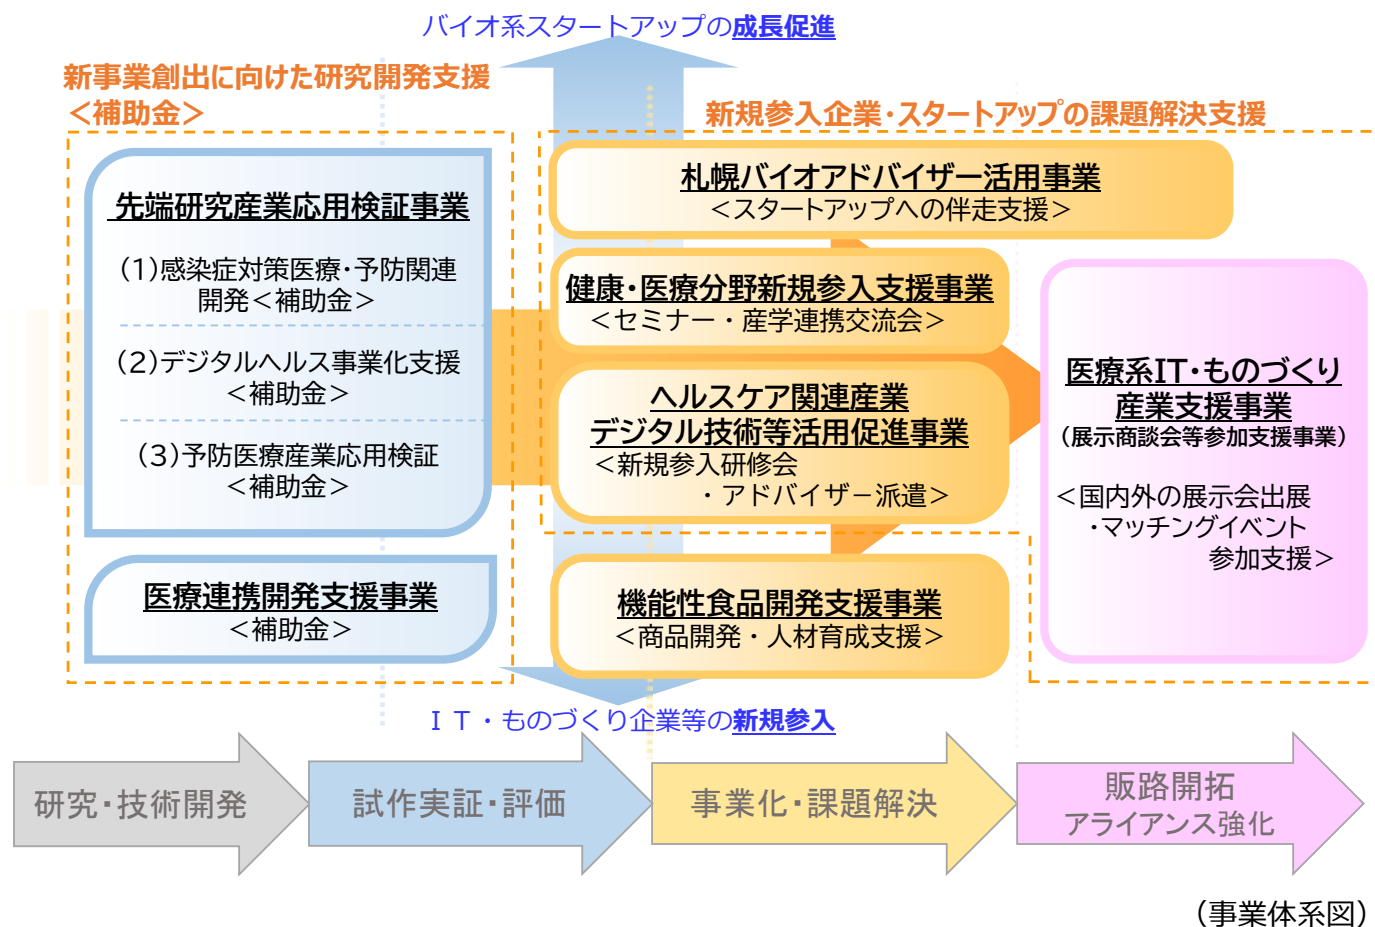 バイオ系スタートアップの成長促進
新事業創出に向けた研究開発支援
＜補助金＞
先端研究産業応用検証事業
(1)感染症対策医療・予防関連
開発＜補助金＞
(2)デジタルヘルス事業化支援
＜補助金＞
(3)予防医療産業応用検証
＜補助金＞
医療連携開発支援事業
＜補助金＞
新規参入企業・スタートアップの課題解決支援
札幌バイオアドバイザー活用事業
＜スタートアップへの伴走支援＞
健康・医療分野新規参入支援事業
＜セミナー・産学連携交流会＞
ヘルスケア関連産業
デジタル技術等活用促進事業
＜新規参入研修会
・アドバイザー派遣＞
機能性食品開発支援事業
＜商品開発・人材育成支援＞
医療系IT・ものづくり
産業支援事業
(展示商談会等参加支援事業)
＜国内外の展示会出展
・マッチングイベント
参加支援＞
ＩＴ・ものづくり企業等の新規参入
研究・技術開発
試作実証・評価
事業化・課題解決
販路開拓
アライアンス強化
(事業体系図)